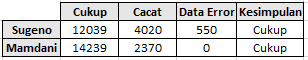 Cukup Cacat Data Error Kesimpulan
Sugeno 12039 4020 550 Cukup
Mamdani 14239 2370 0 Cukup